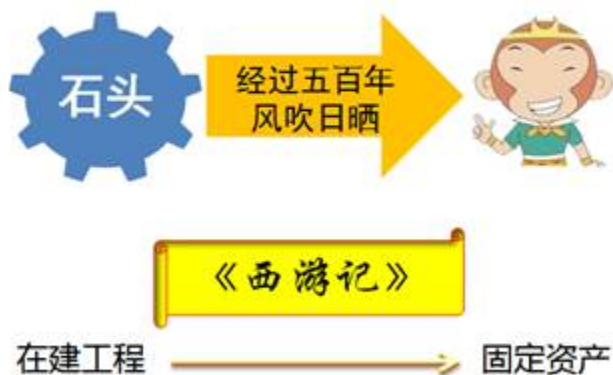 石头
经过五百年
风吹日晒
《西游记》
在建工程
固定资产